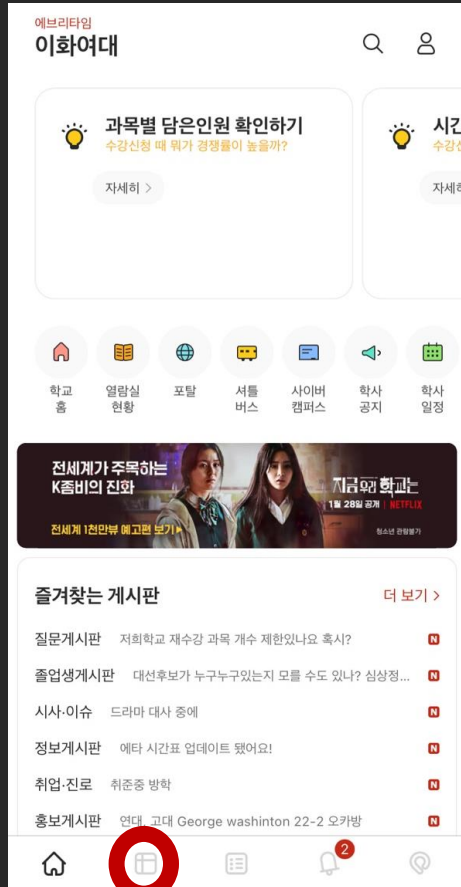 에브리타임
이화여대
과목별 담은인원 확인하기
수강신청 때 뭐가 경쟁률이 높을까?
자세히 >
시간
수강신
자세히
학교
홈
열람실
현황
포탈
셔틀
버스
사이버
캠퍼스
학사
공지
학사
일정
전세계가 주목하는
K좀비의 진화
전세계 1천만뷰 예고편 보기▶
지금 우리 학교는
1월 28일 공개 | NETFLIX
청소년 관람불가
즐겨찾는 게시판
더 보기 >
질문게시판 저희학교 재수강 과목 개수 제한있나요 혹시? N
졸업생게시판 대선후보가 누구누구있는지 모를 수도 있나? 심상정... N
시사·이슈 드라마 대사 중에 N
정보게시판 에타 시간표 업데이트 됐어요! N
취업·진로 취준중 방학 N
홍보게시판 연대, 고대 George washinton 22-2 오카방 N
2